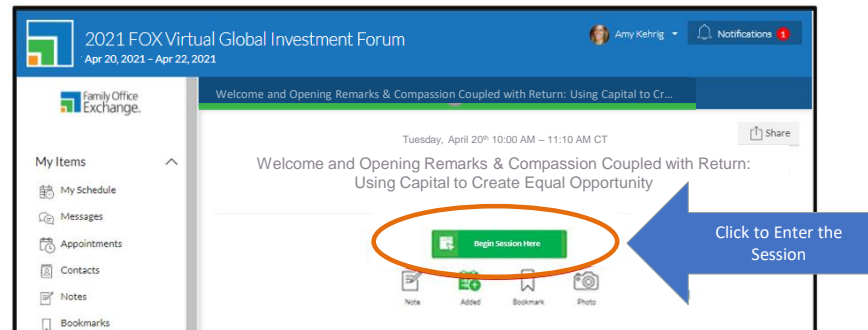 2021 FOX Virtual Global Investment Forum
Apr 20, 2021 – Apr 22, 2021
Amy Kehrig
Notifications 1
Family Office
Exchange.
Welcome and Opening Remarks & Compassion Coupled with Return: Using Capital to Cr...
Share
Tuesday, April 20th 10:00 AM – 11:10 AM CT
Welcome and Opening Remarks & Compassion Coupled with Return:
Using Capital to Create Equal Opportunity
My Items
My Schedule
Messages
Appointments
Contacts
Notes
Bookmarks
Begin Session Here
Note
Added
Bookmark
Photo
Click to Enter the
Session